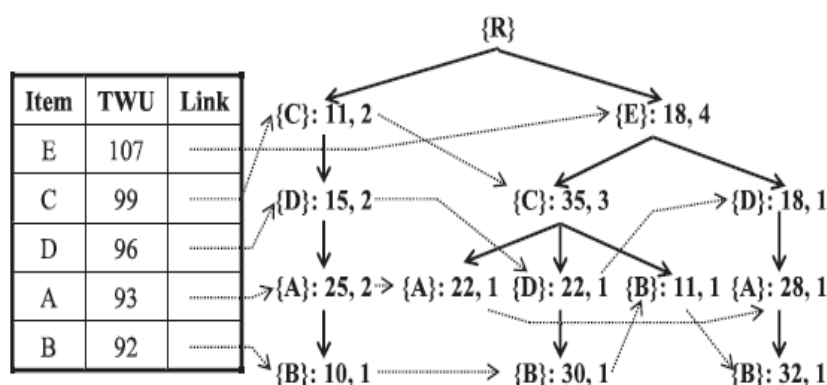 {R}
Item TWU Link
{C}: 11, 2 {E}: 18, 4
E 107
C 99
{D}: 15, 2 {C}: 35, 3 {D}: 18, 1
D 96
A 93
{A}: 25, 2 {A}: 22, 1 {D}: 22, 1 {B}: 11, 1 {A}: 28, 1
B 92
{B}: 10, 1 {B}: 30, 1 {B}: 32, 1